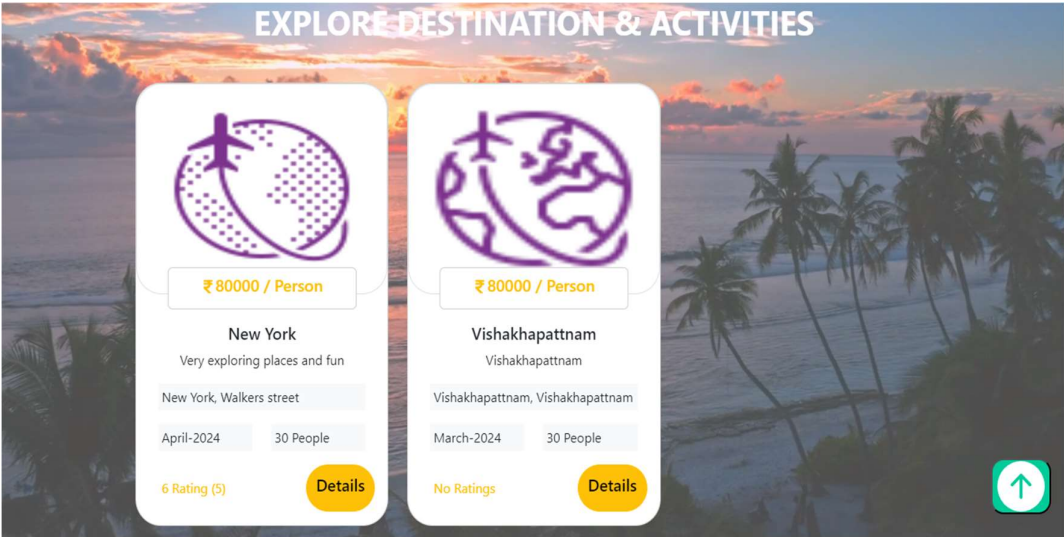 EXPLORE DESTINATION & ACTIVITIES
₹ 80000 / Person
New York
Very exploring places and fun
New York, Walkers street
April-2024 30 People
6 Rating (5) Details
₹ 80000 / Person
Vishakhapattnam
Vishakhapattnam
Vishakhapattnam, Vishakhapattnam
March-2024 30 People
No Ratings Details